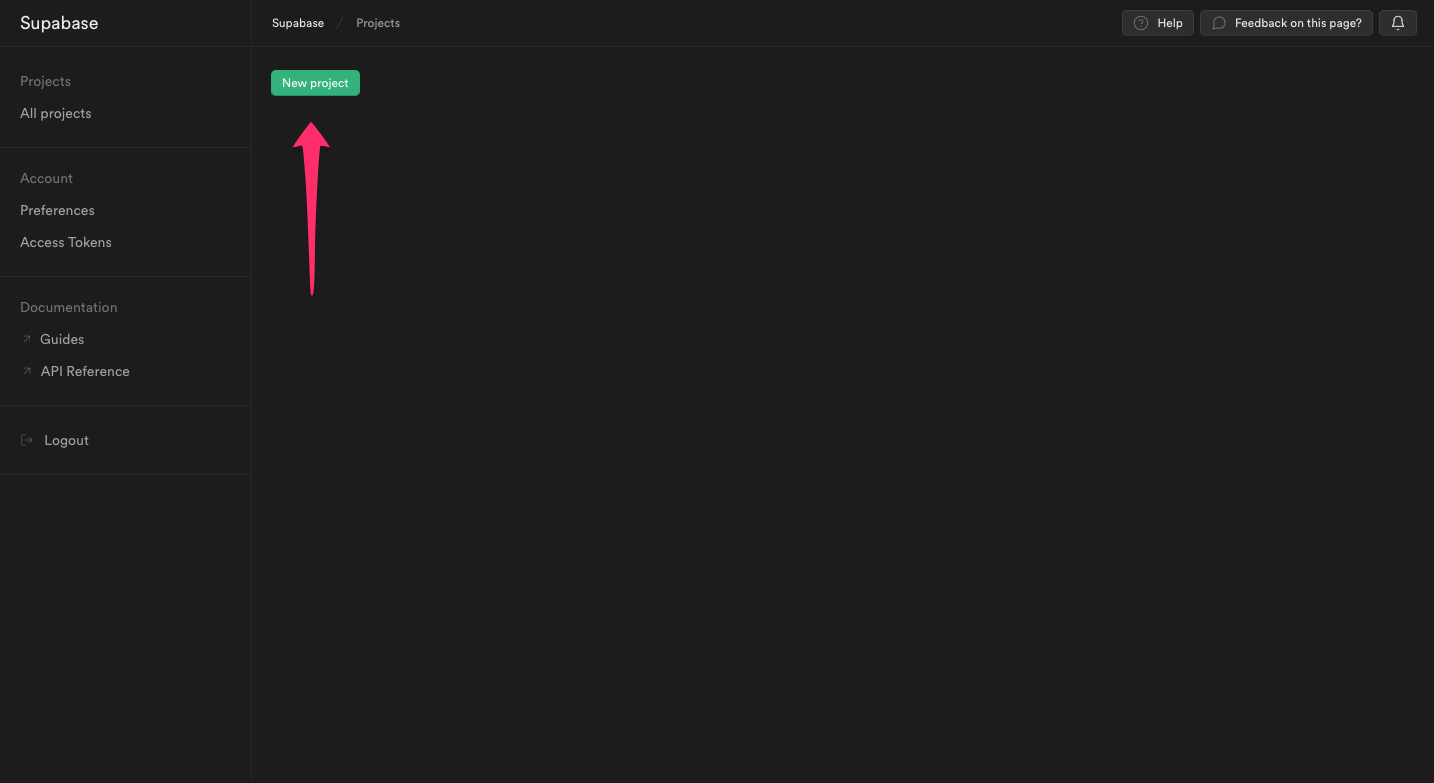 Supabase
Supabase / Projects
Help
Feedback on this page?
Projects
All projects
New project
Account
Preferences
Access Tokens
Documentation
Guides
API Reference
Logout